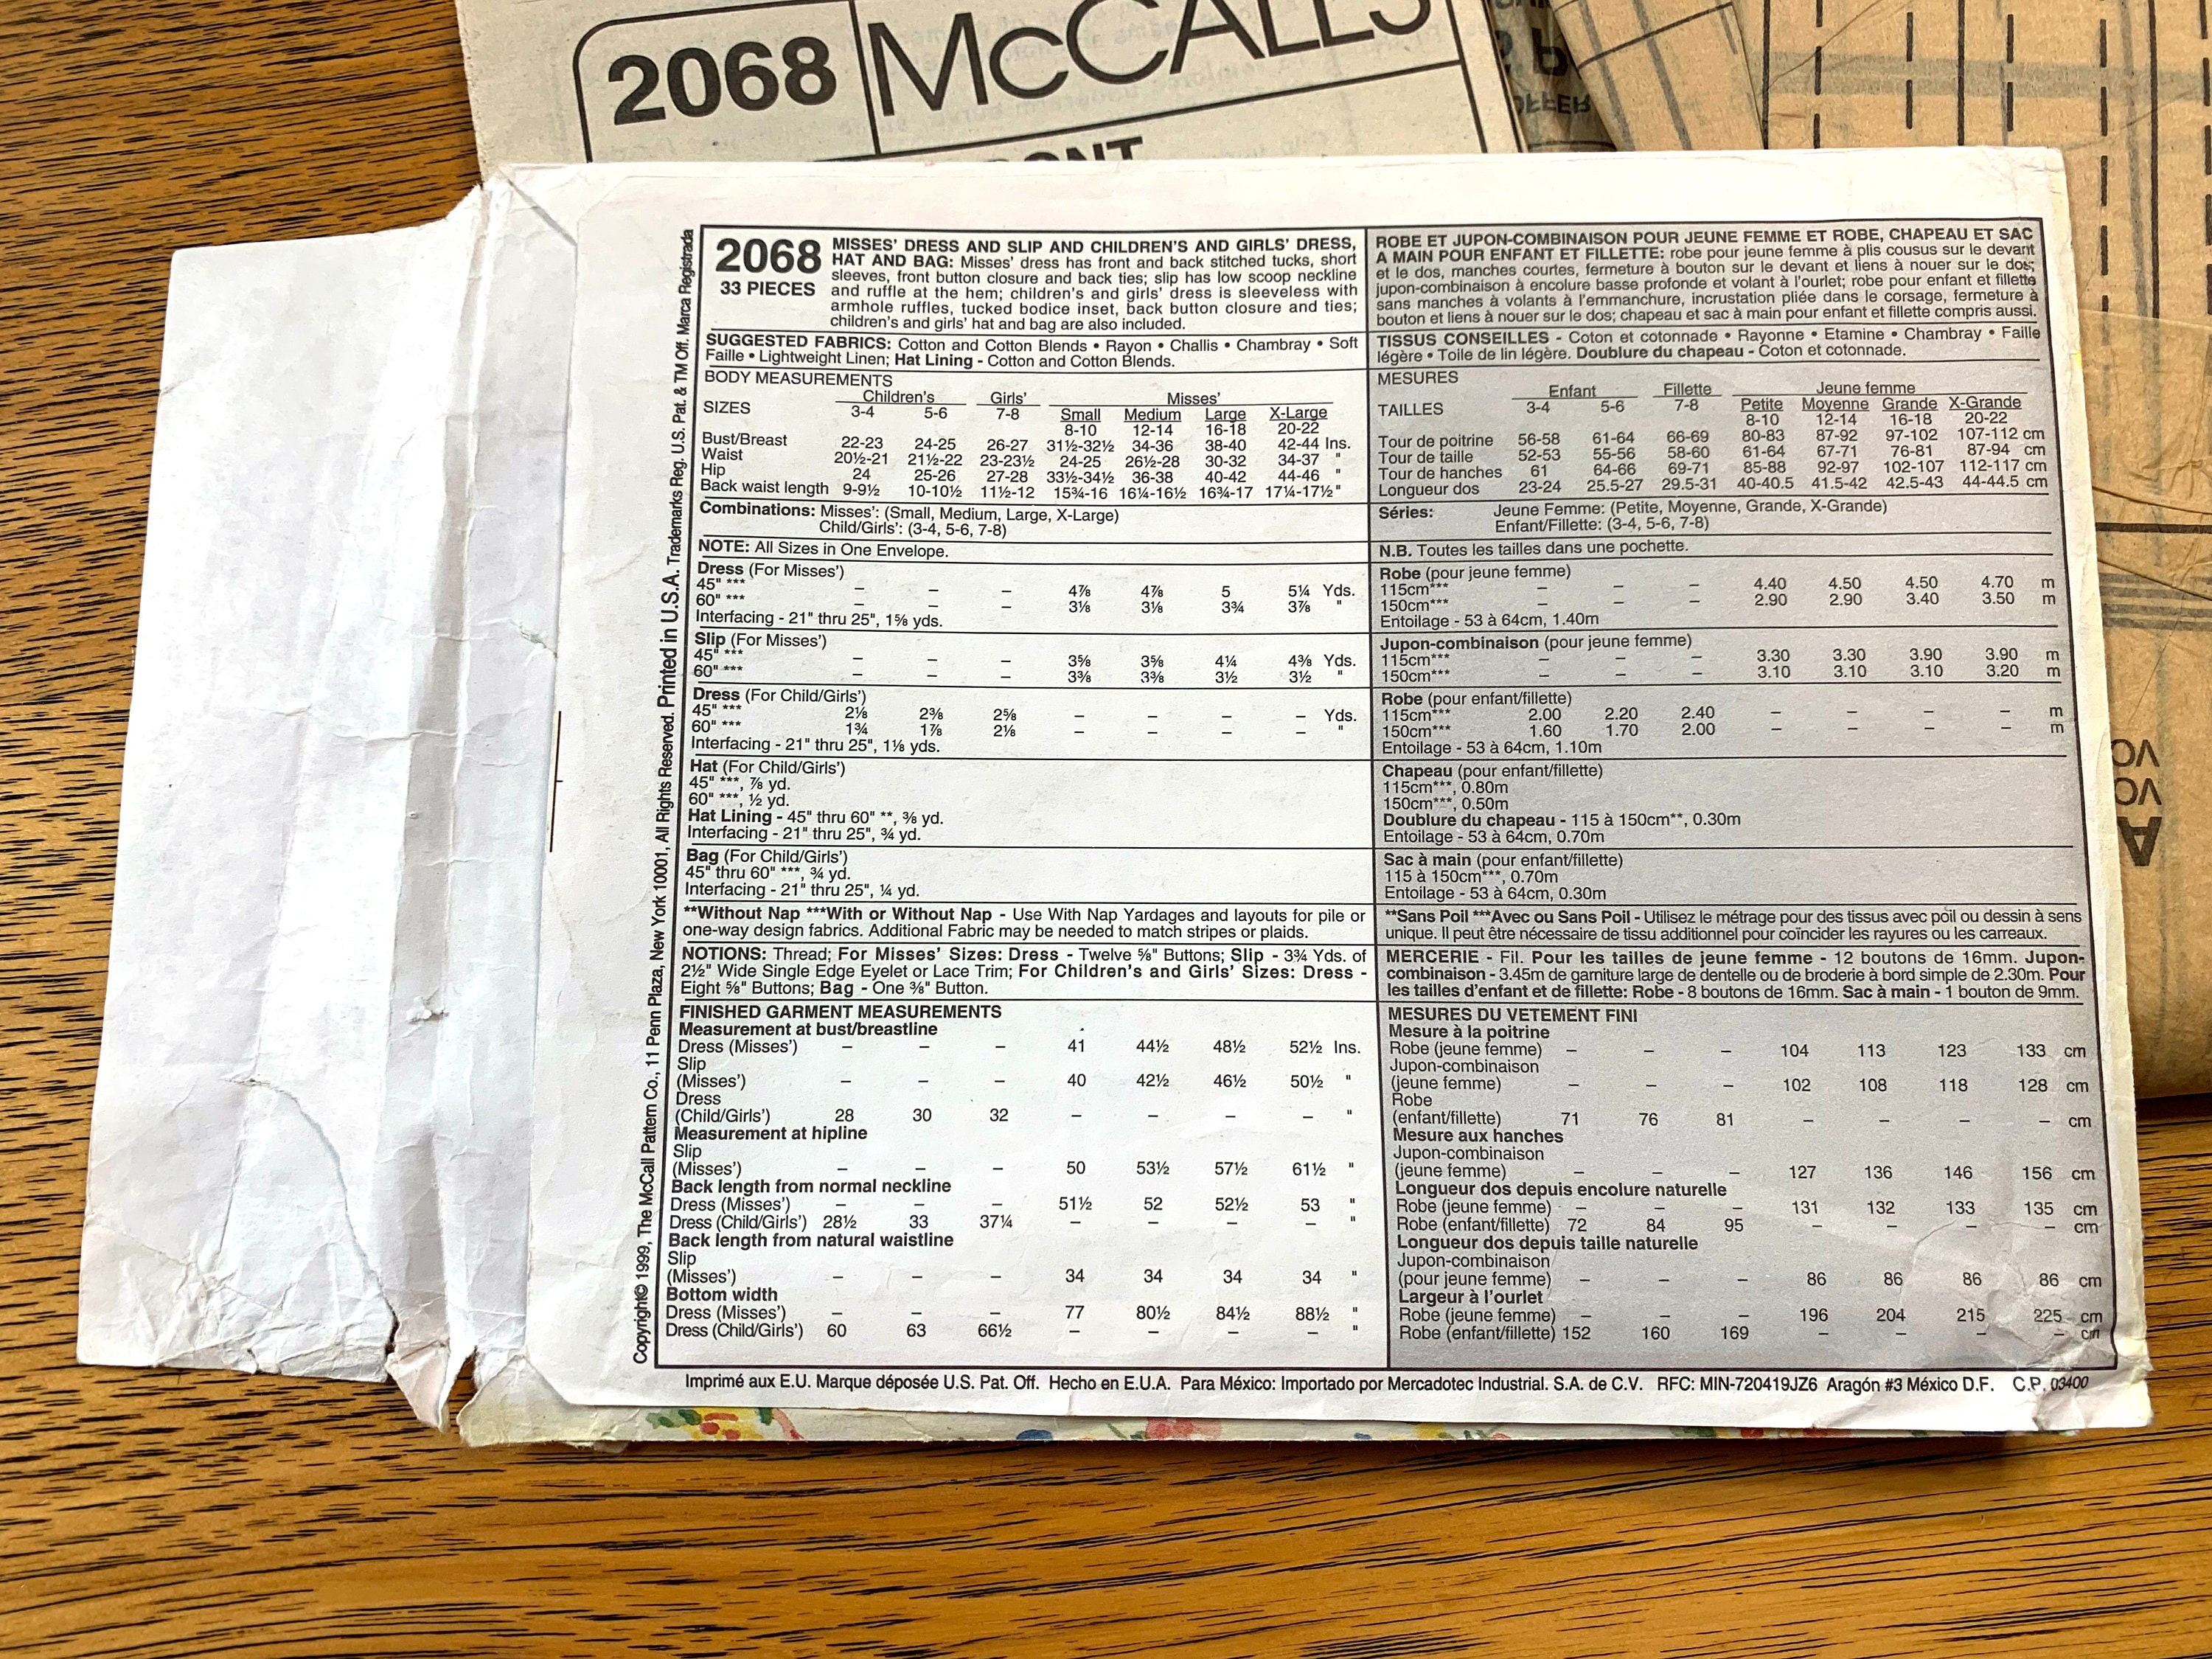 2068 McCALL'S
2068
33 PIECES
MISSES' DRESS AND SLIP AND CHILDREN'S AND GIRLS' DRESS,
HAT AND BAG: Misses' dress has front and back stitched tucks, short
sleeves, front button closure and back ties; slip has low scoop neckline
and ruffle at the hem; children's and girls' dress is sleeveless with
armhole ruffles, tucked bodice inset, back button closure and ties;
children's and girls' hat and bag are also included.
SUGGESTED FABRICS: Cotton and Cotton Blends • Rayon • Challis • Chambray • Soft
Faille • Lightweight Linen; Hat Lining - Cotton and Cotton Blends.
BODY MEASUREMENTS
Children's Girls' Misses'
SIZES 3-4 5-6 7-8 Small Medium Large X-Large
8-10 12-14 16-18 20-22
Bust/Breast 22-23 24-25 26-27 31½-32½ 34-36 38-40 42-44 Ins.
Waist 20½-21 21½-22 23-23½ 24-25 26½-28 30-32 34-37 "
Hip 24 25-26 27-28 33½-34½ 36-38 40-42 44-46 "
Back waist length 9-9½ 10-10½ 11½-12 15¾-16 16¼-16½ 16¾-17 17¼-17½ "
Combinations: Misses': (Small, Medium, Large, X-Large)
Child/Girls': (3-4, 5-6, 7-8)
NOTE: All Sizes in One Envelope.
Dress (For Misses')
45" *** – – – 4⅞ 4⅞ 5 5¼ Yds.
60" *** – – – 3⅛ 3⅛ 3¾ 3⅞ "
Interfacing - 21" thru 25", 1⅝ yds.
Slip (For Misses')
45" *** – – – 3⅝ 3⅝ 4¼ 4⅜ Yds.
60" *** – – – 3⅜ 3⅜ 3½ 3½ "
Dress (For Child/Girls')
45" *** 2⅛ 2⅜ 2⅝ – – – – Yds.
60" *** 1¾ 1⅞ 2⅛ – – – – "
Interfacing - 21" thru 25", 1⅛ yds.
Hat (For Child/Girls')
45" ***, ⅞ yd.
60" ***, ½ yd.
Hat Lining - 45" thru 60" **, ⅜ yd.
Interfacing - 21" thru 25", ¾ yd.
Bag (For Child/Girls')
45" thru 60" ***, ¾ yd.
Interfacing - 21" thru 25", ¼ yd.
**Without Nap ***With or Without Nap - Use With Nap Yardages and layouts for pile or
one-way design fabrics. Additional Fabric may be needed to match stripes or plaids.
NOTIONS: Thread; For Misses' Sizes: Dress - Twelve ⅝" Buttons; Slip - 3¾ Yds. of
2½" Wide Single Edge Eyelet or Lace Trim; For Children's and Girls' Sizes: Dress -
Eight ⅝" Buttons; Bag - One ⅜" Button.
FINISHED GARMENT MEASUREMENTS
Measurement at bust/breastline
Dress (Misses') – – – 41 44½ 48½ 52½ Ins.
Slip
(Misses') – – – 40 42½ 46½ 50½ "
Dress
(Child/Girls') 28 30 32 – – – – "
Measurement at hipline
Slip
(Misses') – – – 50 53½ 57½ 61½ "
Back length from normal neckline
Dress (Misses') – – – 51½ 52 52½ 53 "
Dress (Child/Girls') 28½ 33 37¼ – – – – "
Back length from natural waistline
Slip
(Misses') – – – 34 34 34 34 "
Bottom width
Dress (Misses') – – – 77 80½ 84½ 88½ "
Dress (Child/Girls') 60 63 66½ – – – – "
ROBE ET JUPON-COMBINAISON POUR JEUNE FEMME ET ROBE, CHAPEAU ET SAC
A MAIN POUR ENFANT ET FILLETTE: robe pour jeune femme à plis cousus sur le devant
et le dos, manches courtes, fermeture à bouton sur le devant et liens à nouer sur le dos;
jupon-combinaison à encolure basse profonde et volant à l'ourlet; robe pour enfant et fillette
sans manches à volants à l'emmanchure, incrustation pliée dans le corsage, fermeture à
bouton et liens à nouer sur le dos; chapeau et sac à main pour enfant et fillette compris aussi.
TISSUS CONSEILLES - Coton et cotonnade • Rayonne • Etamine • Chambray • Faille
légère • Toile de lin légère. Doublure du chapeau - Coton et cotonnade.
MESURES
Enfant Fillette Jeune femme
TAILLES 3-4 5-6 7-8 Petite Moyenne Grande X-Grande
8-10 12-14 16-18 20-22
Tour de poitrine 56-58 61-64 66-69 80-83 87-92 97-102 107-112 cm
Tour de taille 52-53 55-56 58-60 61-64 67-71 76-81 87-94 cm
Tour de hanches 61 64-66 69-71 85-88 92-97 102-107 112-117 cm
Longueur dos 23-24 25.5-27 29.5-31 40-40.5 41.5-42 42.5-43 44-44.5 cm
Séries: Jeune Femme: (Petite, Moyenne, Grande, X-Grande)
Enfant/Fillette: (3-4, 5-6, 7-8)
N.B. Toutes les tailles dans une pochette.
Robe (pour jeune femme)
115cm*** – – – 4.40 4.50 4.50 4.70 m
150cm*** – – – 2.90 2.90 3.40 3.50 m
Entoilage - 53 à 64cm, 1.40m
Jupon-combinaison (pour jeune femme)
115cm*** – – – 3.30 3.30 3.90 3.90 m
150cm*** – – – 3.10 3.10 3.10 3.20 m
Robe (pour enfant/fillette)
115cm*** 2.00 2.20 2.40 – – – – m
150cm*** 1.60 1.70 2.00 – – – – m
Entoilage - 53 à 64cm, 1.10m
Chapeau (pour enfant/fillette)
115cm***, 0.80m
150cm***, 0.50m
Doublure du chapeau - 115 à 150cm**, 0.30m
Entoilage - 53 à 64cm, 0.70m
Sac à main (pour enfant/fillette)
115 à 150cm***, 0.70m
Entoilage - 53 à 64cm, 0.30m
**Sans Poil ***Avec ou Sans Poil - Utilisez le métrage pour des tissus avec poil ou dessin à sens
unique. Il peut être nécessaire de tissu additionnel pour coïncider les rayures ou les carreaux.
MERCERIE - Fil. Pour les tailles de jeune femme - 12 boutons de 16mm. Jupon-
combinaison - 3.45m de garniture large de dentelle ou de broderie à bord simple de 2.30m. Pour
les tailles d'enfant et de fillette: Robe - 8 boutons de 16mm. Sac à main - 1 bouton de 9mm.
MESURES DU VETEMENT FINI
Mesure à la poitrine
Robe (jeune femme) – – – 104 113 123 133 cm
Jupon-combinaison
(jeune femme) – – – 102 108 118 128 cm
Robe
(enfant/fillette) 71 76 81 – – – – cm
Mesure aux hanches
Jupon-combinaison
(jeune femme) – – – 127 136 146 156 cm
Longueur dos depuis encolure naturelle
Robe (jeune femme) – – – 131 132 133 135 cm
Robe (enfant/fillette) 72 84 95 – – – – cm
Longueur dos depuis taille naturelle
Jupon-combinaison
(pour jeune femme) – – – 86 86 86 86 cm
Largeur à l'ourlet
Robe (jeune femme) – – – 196 204 215 225 cm
Robe (enfant/fillette) 152 160 169 – – – – cm
Imprimé aux E.U. Marque déposée U.S. Pat. Off. Hecho en E.U.A. Para México: Importado por Mercadotec Industrial. S.A. de C.V. RFC: MIN-720419JZ6 Aragón #3 México D.F. C.P. 03400
Copyright© 1999, The McCall Pattern Co., 11 Penn Plaza, New York 10001, All Rights Reserved. Printed in U.S.A. Trademarks Reg. U.S. Pat. & TM Off. Marca Registrada